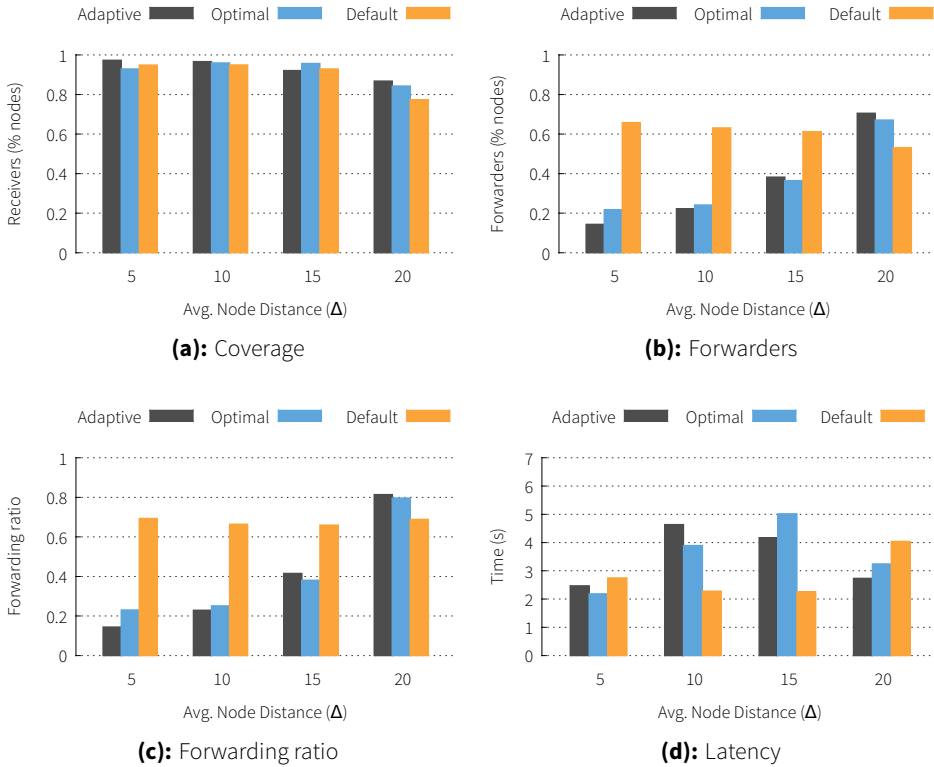 Adaptive Optimal Default
Receivers (% nodes)
1
0.8
0.6
0.4
0.2
0
5 10 15 20
Avg. Node Distance (Δ)
(a): Coverage
Adaptive Optimal Default
Forwarders (% nodes)
1
0.8
0.6
0.4
0.2
0
5 10 15 20
Avg. Node Distance (Δ)
(b): Forwarders
Adaptive Optimal Default
Forwarding ratio
1
0.8
0.6
0.4
0.2
0
5 10 15 20
Avg. Node Distance (Δ)
(c): Forwarding ratio
Adaptive Optimal Default
Time (s)
7
6
5
4
3
2
1
0
5 10 15 20
Avg. Node Distance (Δ)
(d): Latency